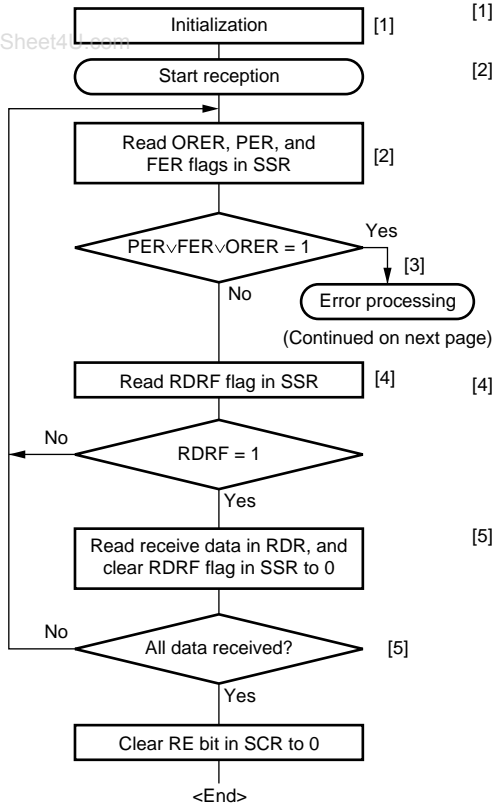 Initialization
[1]
[1]
Sheet4U.com
Start reception
[2]
Read ORER, PER, and
FER flags in SSR
[2]
PER∨FER∨ORER = 1
Yes
[3]
No
Error processing
(Continued on next page)
Read RDRF flag in SSR
[4]
[4]
No
RDRF = 1
Yes
Read receive data in RDR, and
clear RDRF flag in SSR to 0
[5]
No
All data received?
[5]
Yes
Clear RE bit in SCR to 0
<End>